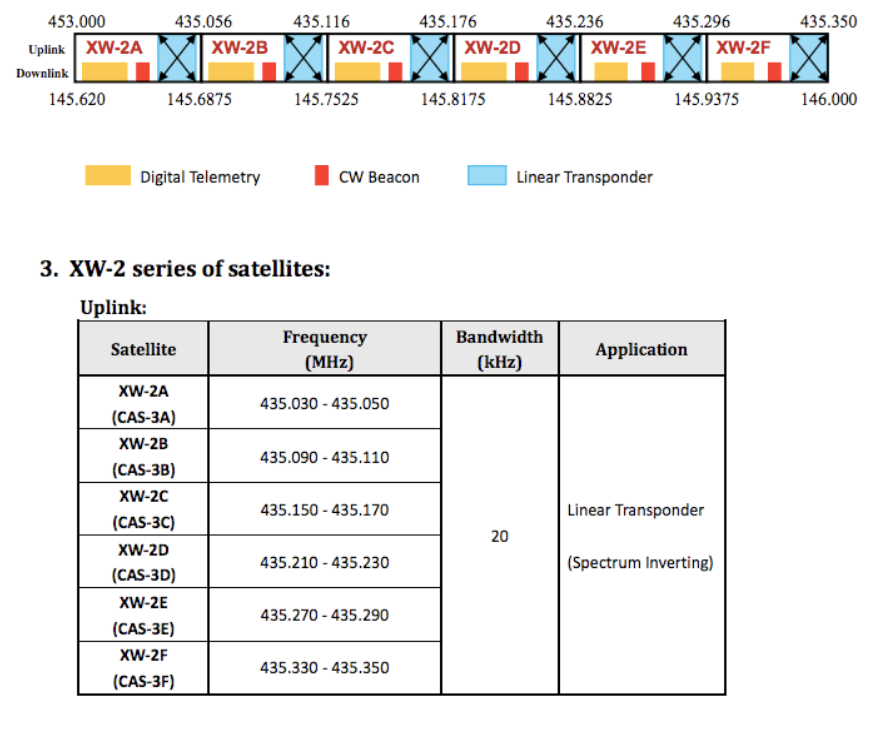 453.000 435.056 435.116 435.176 435.236 435.296 435.350
Uplink XW-2A XW-2B XW-2C XW-2D XW-2E XW-2F
Downlink
145.620 145.6875 145.7525 145.8175 145.8825 145.9375 146.000
Digital Telemetry CW Beacon Linear Transponder
3. XW-2 series of satellites:
Uplink:
Satellite Frequency (MHz) Bandwidth (kHz) Application
XW-2A
(CAS-3A)
435.030 - 435.050
XW-2B
(CAS-3B)
435.090 - 435.110
XW-2C
(CAS-3C)
435.150 - 435.170
XW-2D
(CAS-3D)
435.210 - 435.230
XW-2E
(CAS-3E)
435.270 - 435.290
XW-2F
(CAS-3F)
435.330 - 435.350
20
Linear Transponder
(Spectrum Inverting)